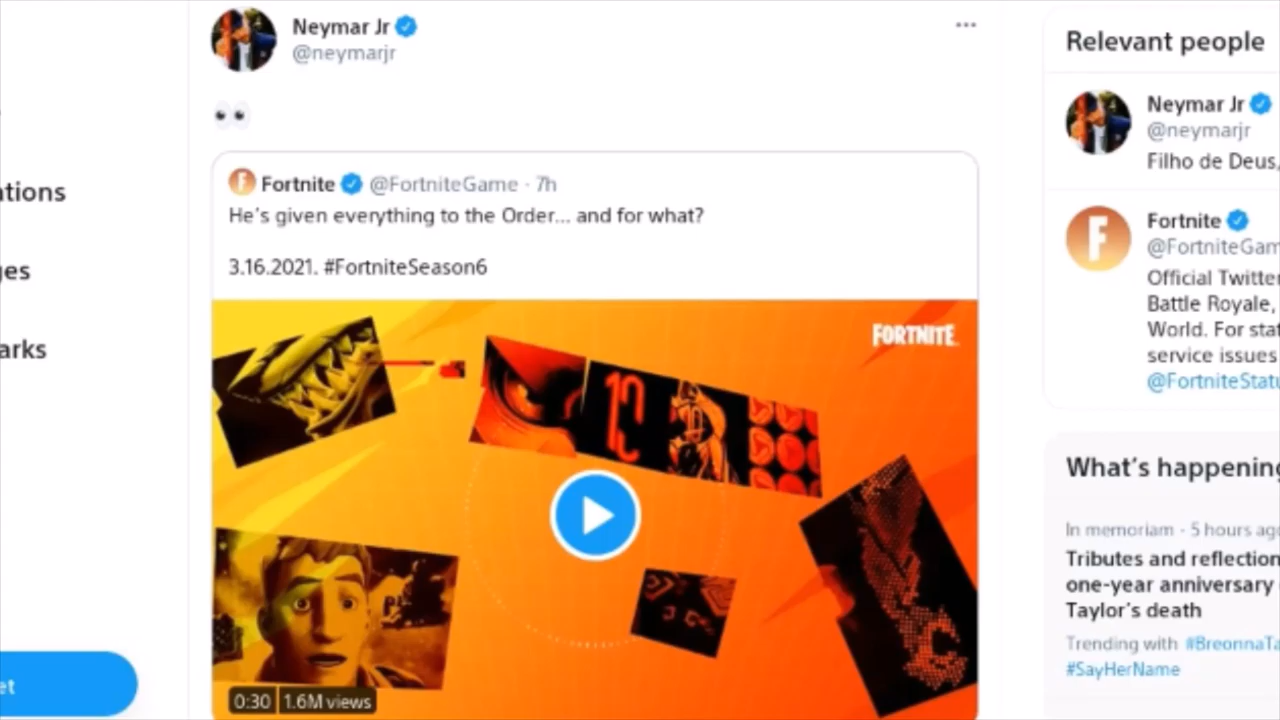 Neymar Jr
@neymarjr
👀
Fortnite @FortniteGame · 7h
He's given everything to the Order... and for what?
3.16.2021. #FortniteSeason6
FORTNITE
10
0:30 1.6M views
ations
ges
arks
et
Relevant people
Neymar Jr
@neymarjr
Filho de Deus,
Fortnite
@FortniteGam
Official Twitter
Battle Royale,
World. For stat
service issues
@FortniteStatu
What's happening
In memoriam · 5 hours ago
Tributes and reflection
one-year anniversary
Taylor's death
Trending with #BreonnaTa
#SayHerName